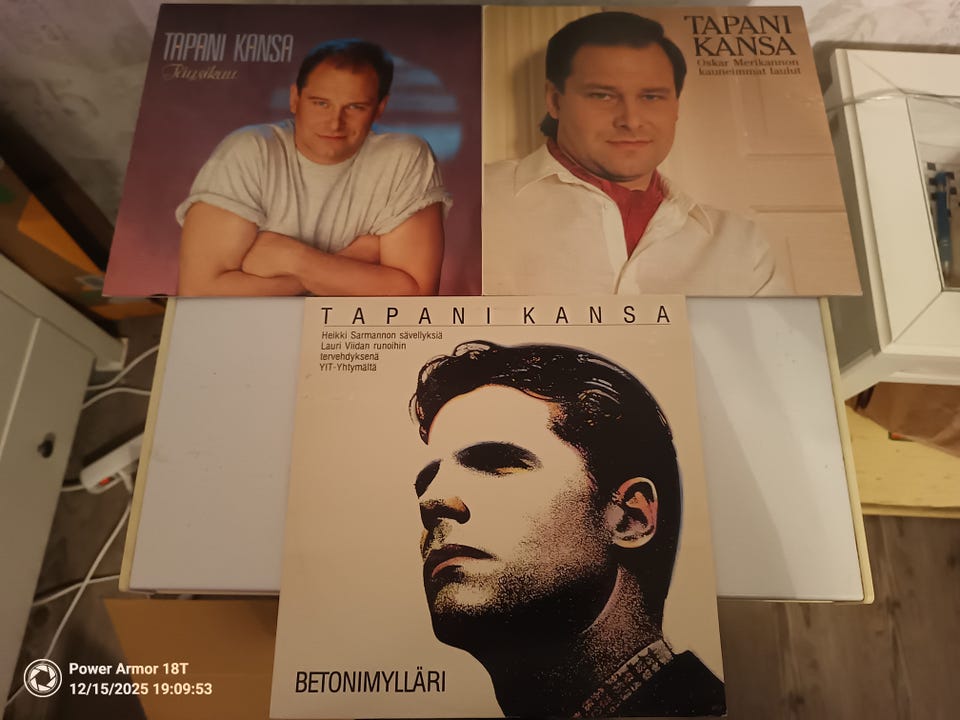 TAPANI KANSA
Täysikuu
TAPANI
KANSA
Oskar Merikannon
kauneimmat laulut
TAPANI KANSA
Heikki Sarmannon sävellyksiä
Lauri Viidan runoihin
tervehdyksenä
YIT-Yhtymältä
BETONIMYLLÄRI
Power Armor 18T
12/15/2025 19:09:53